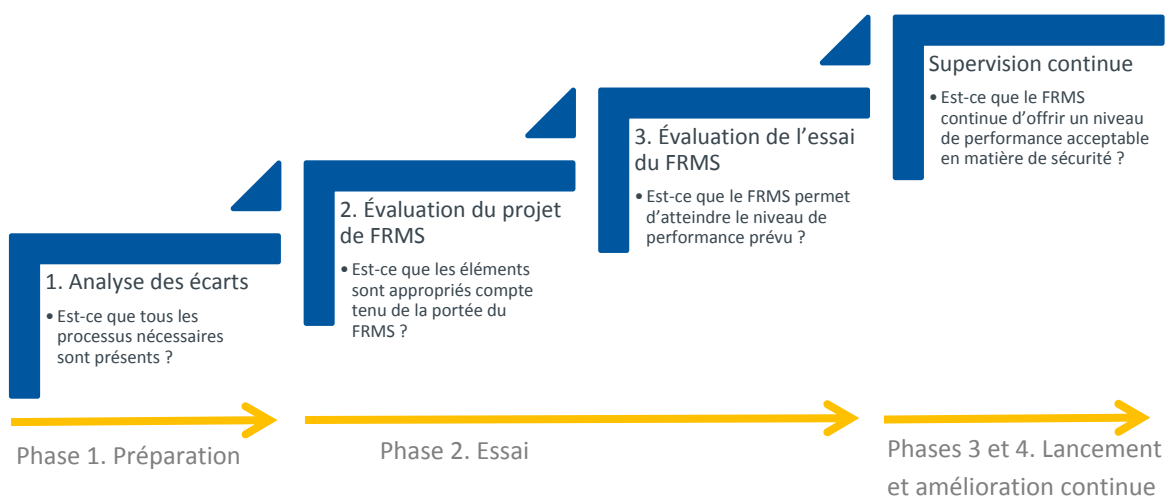 1. Analyse des écarts
• Est-ce que tous les
processus nécessaires
sont présents ?
2. Évaluation du projet
de FRMS
• Est-ce que les éléments
sont appropriés compte
tenu de la portée du
FRMS ?
3. Évaluation de l’essai
du FRMS
• Est-ce que le FRMS permet
d’atteindre le niveau de
performance prévu ?
Supervision continue
• Est-ce que le FRMS
continue d’offrir un niveau
de performance acceptable
en matière de sécurité ?
Phase 1. Préparation
Phase 2. Essai
Phases 3 et 4. Lancement
et amélioration continue